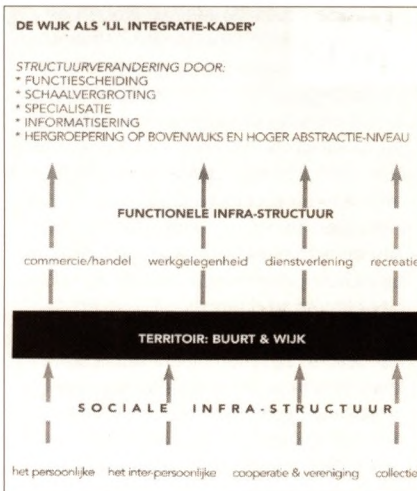 DE WIJK ALS ‘IJL INTEGRATIE-KADER’
STRUCTUURVERANDERING DOOR:
* FUNCTIESCHEIDING
* SCHAALVERGROTING
* SPECIALISATIE
* INFORMATISERING
* HERGROEPERING OP BOVENWIJKS EN HOGER ABSTRACTIE-NIVEAU
FUNCTIONELE INFRA-STRUCTUUR
commercie/handel werkgelegenheid dienstverlening recreatie
TERRITOIR: BUURT & WIJK
SOCIALE INFRA-STRUCTUUR
het persoonlijke het inter-persoonlijke cooperatie & vereniging collectie